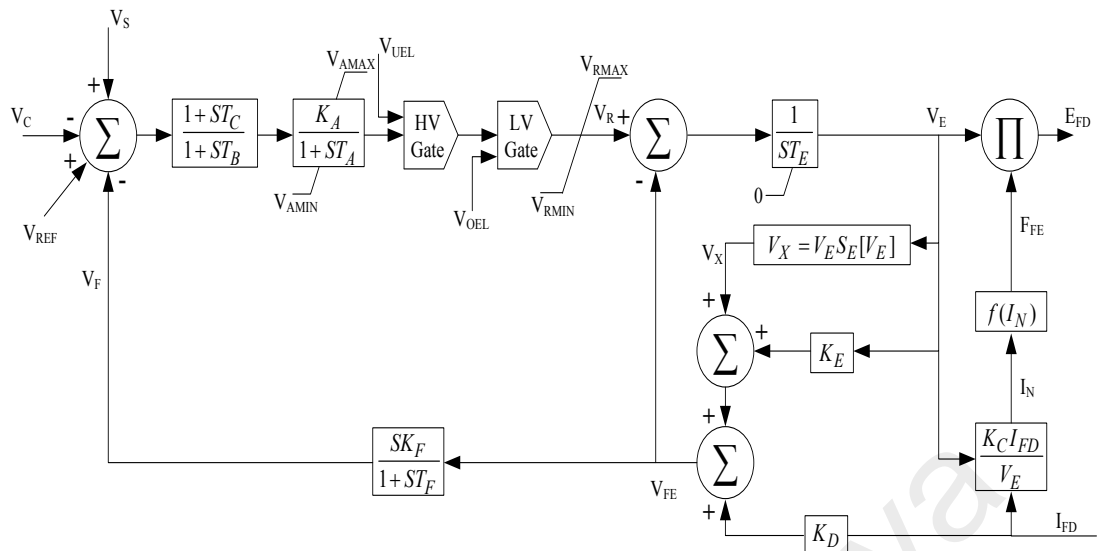 V_S
V_C
V_REF
+
-
+
-
∑
V_F
1 + ST_C
1 + ST_B
V_AMAX
K_A
1 + ST_A
V_AMIN
V_UEL
HV
Gate
V_OEL
LV
Gate
V_RMAX
V_RMIN
V_R
+
-
∑
1
ST_E
0
V_E
∏
E_FD
F_FE
V_X
V_X = V_E S_E[V_E]
f(I_N)
+
+
∑
K_E
I_N
K_C I_FD
V_E
+
+
∑
SK_F
1 + ST_F
V_FE
K_D
I_FD